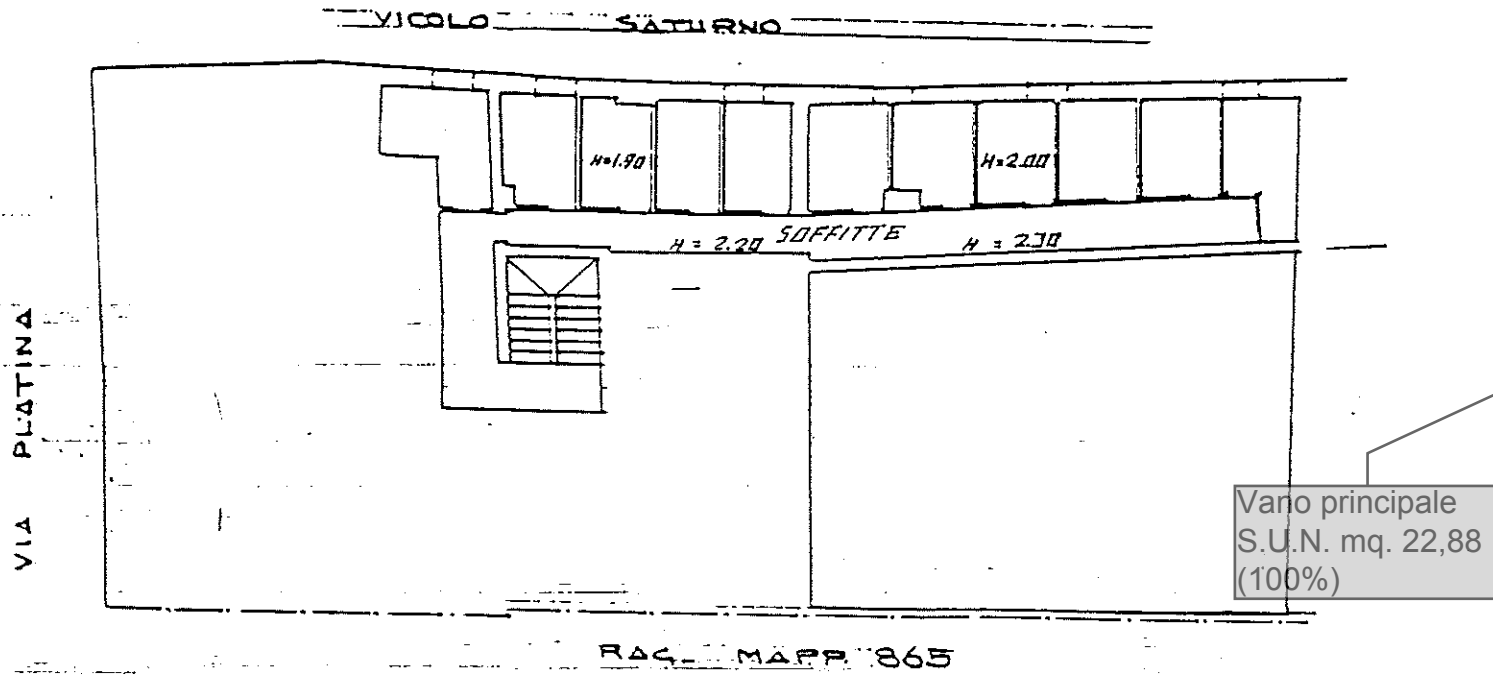 VICOLO SATURNO
H=1.90
H=2.00
SOFFITTE
H = 2.20
H = 2.30
VIA PLATINA
Vano principale
S.U.N. mq. 22,88
(100%)
RAG. MAPP. 865